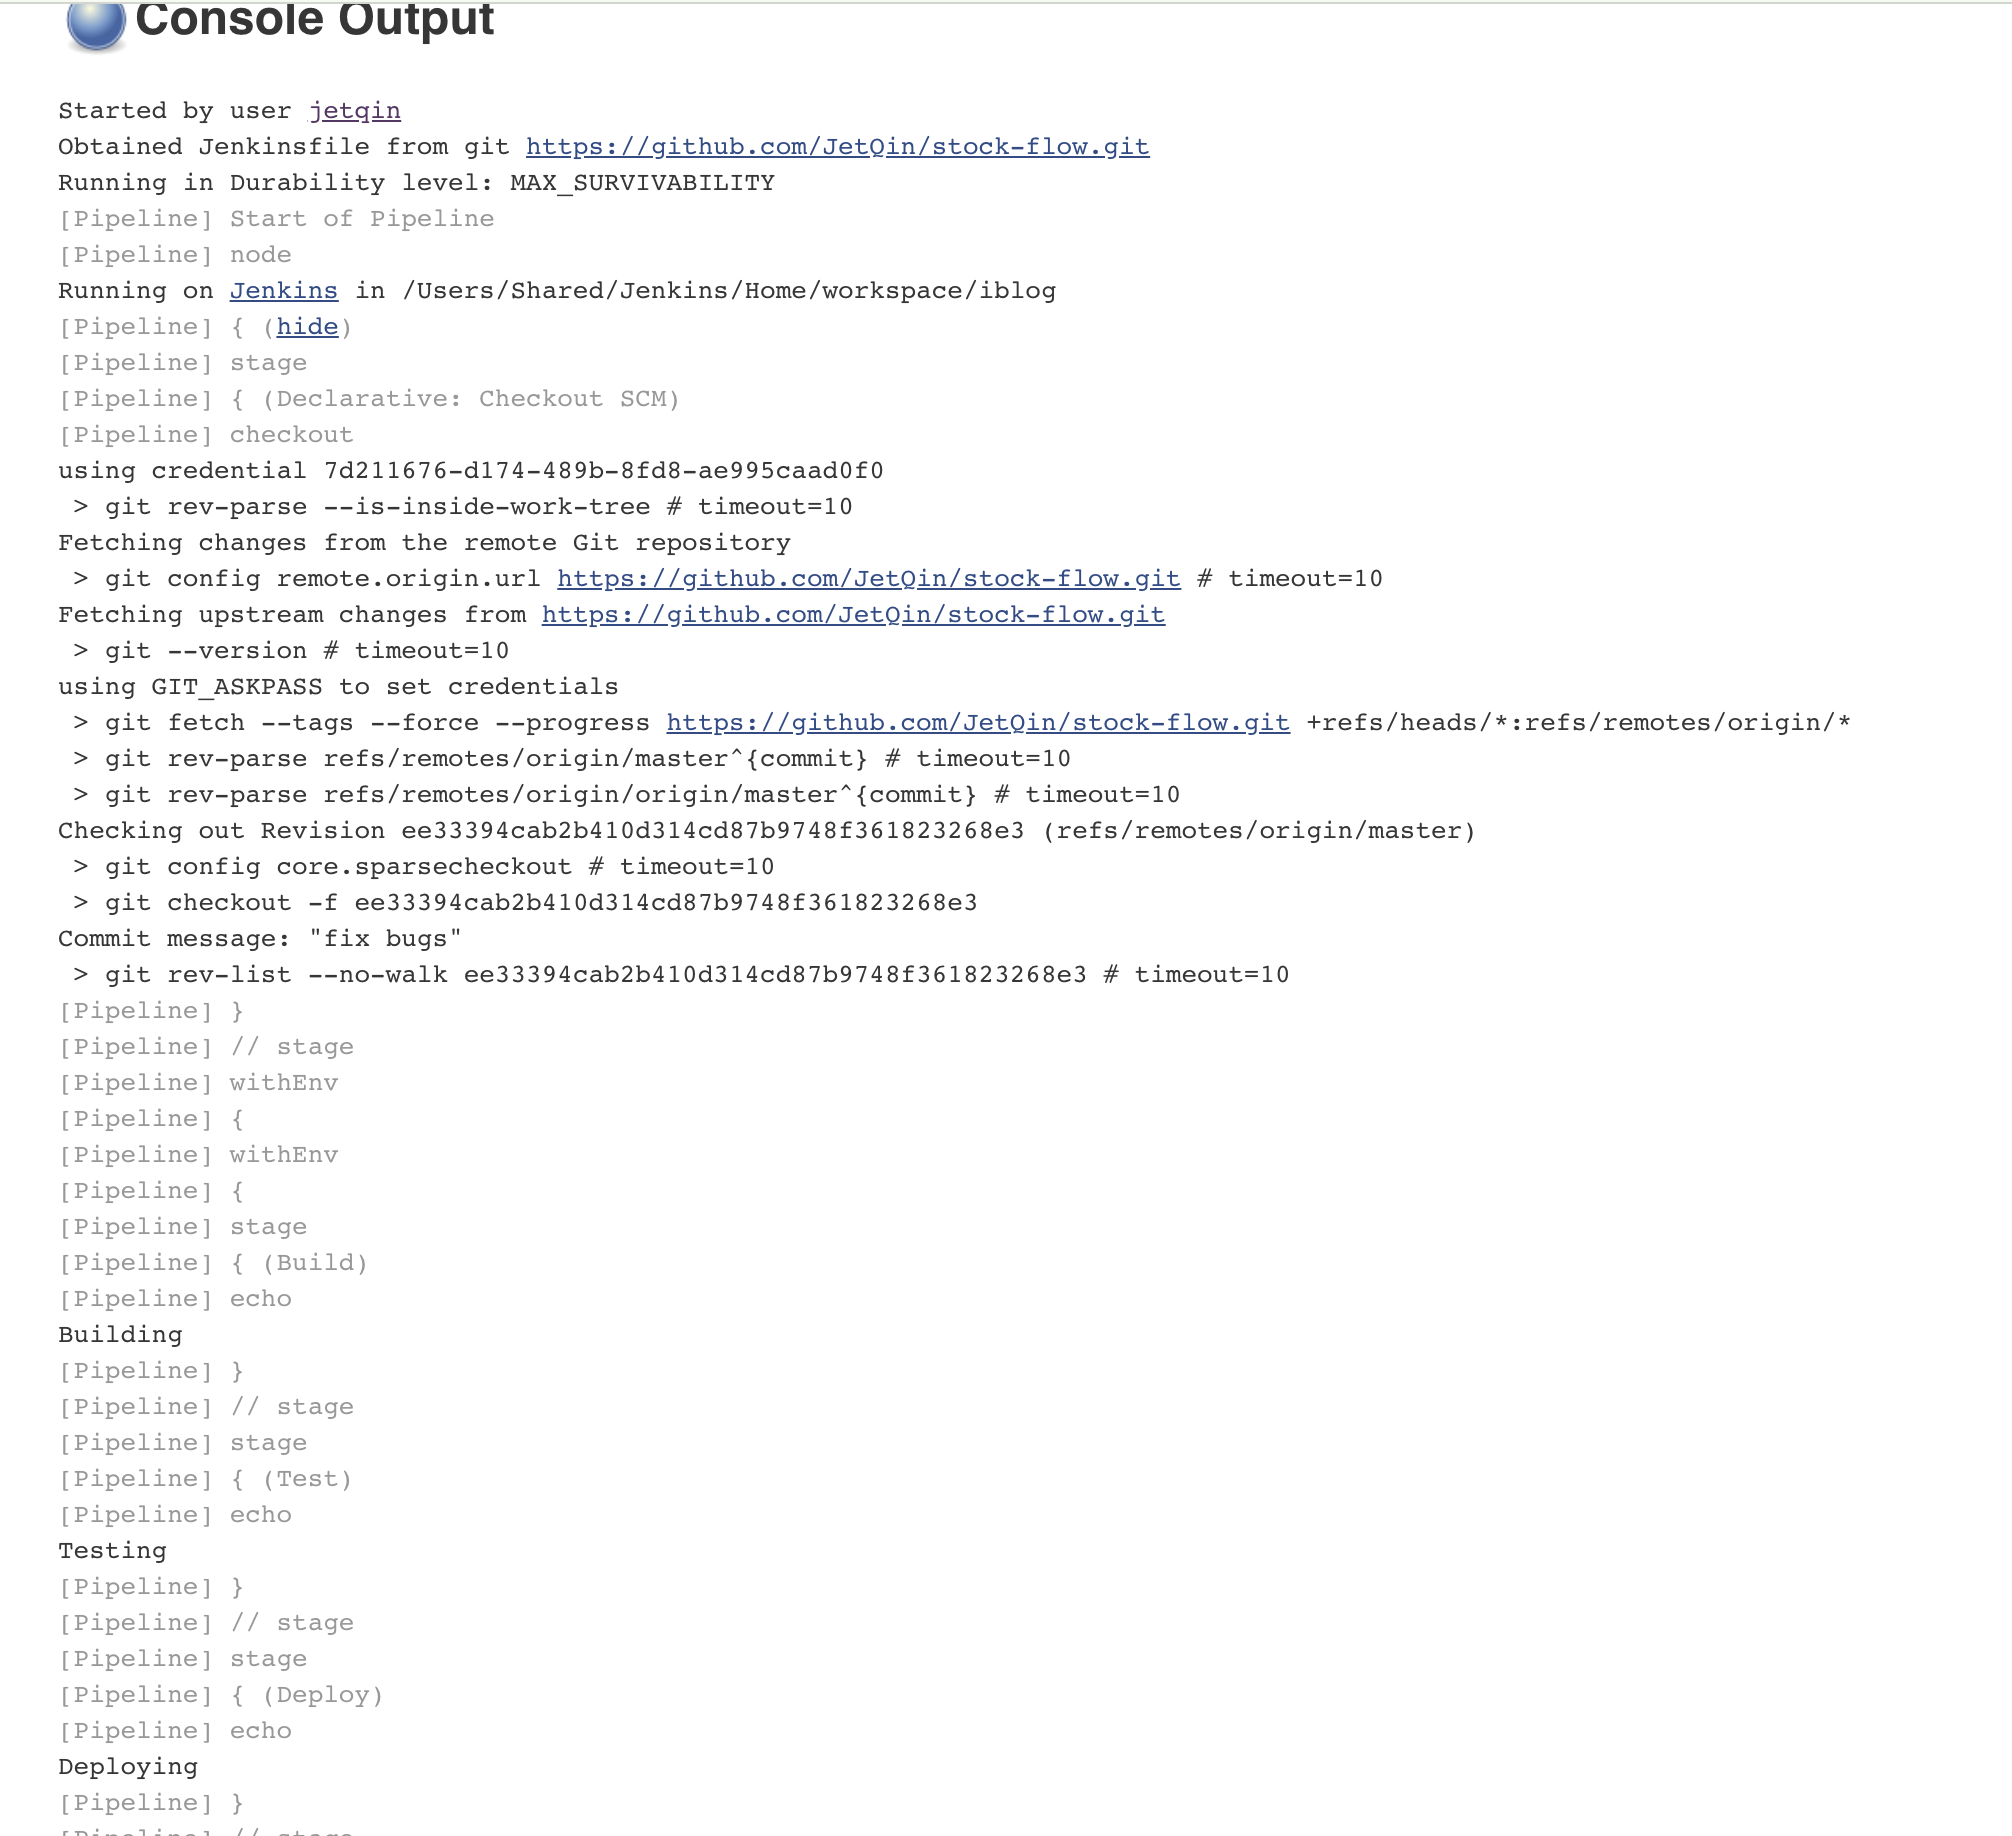 Console Output
Started by user jetqin
Obtained Jenkinsfile from git https://github.com/JetQin/stock-flow.git
Running in Durability level: MAX_SURVIVABILITY
[Pipeline] Start of Pipeline
[Pipeline] node
Running on Jenkins in /Users/Shared/Jenkins/Home/workspace/iblog
[Pipeline] { (hide)
[Pipeline] stage
[Pipeline] { (Declarative: Checkout SCM)
[Pipeline] checkout
using credential 7d211676-d174-489b-8fd8-ae995caad0f0
 > git rev-parse --is-inside-work-tree # timeout=10
Fetching changes from the remote Git repository
 > git config remote.origin.url https://github.com/JetQin/stock-flow.git # timeout=10
Fetching upstream changes from https://github.com/JetQin/stock-flow.git
 > git --version # timeout=10
using GIT_ASKPASS to set credentials
 > git fetch --tags --force --progress https://github.com/JetQin/stock-flow.git +refs/heads/*:refs/remotes/origin/*
 > git rev-parse refs/remotes/origin/master^{commit} # timeout=10
 > git rev-parse refs/remotes/origin/origin/master^{commit} # timeout=10
Checking out Revision ee33394cab2b410d314cd87b9748f361823268e3 (refs/remotes/origin/master)
 > git config core.sparsecheckout # timeout=10
 > git checkout -f ee33394cab2b410d314cd87b9748f361823268e3
Commit message: "fix bugs"
 > git rev-list --no-walk ee33394cab2b410d314cd87b9748f361823268e3 # timeout=10
[Pipeline] }
[Pipeline] // stage
[Pipeline] withEnv
[Pipeline] {
[Pipeline] withEnv
[Pipeline] {
[Pipeline] stage
[Pipeline] { (Build)
[Pipeline] echo
Building
[Pipeline] }
[Pipeline] // stage
[Pipeline] stage
[Pipeline] { (Test)
[Pipeline] echo
Testing
[Pipeline] }
[Pipeline] // stage
[Pipeline] stage
[Pipeline] { (Deploy)
[Pipeline] echo
Deploying
[Pipeline] }
[Pipeline] // stage